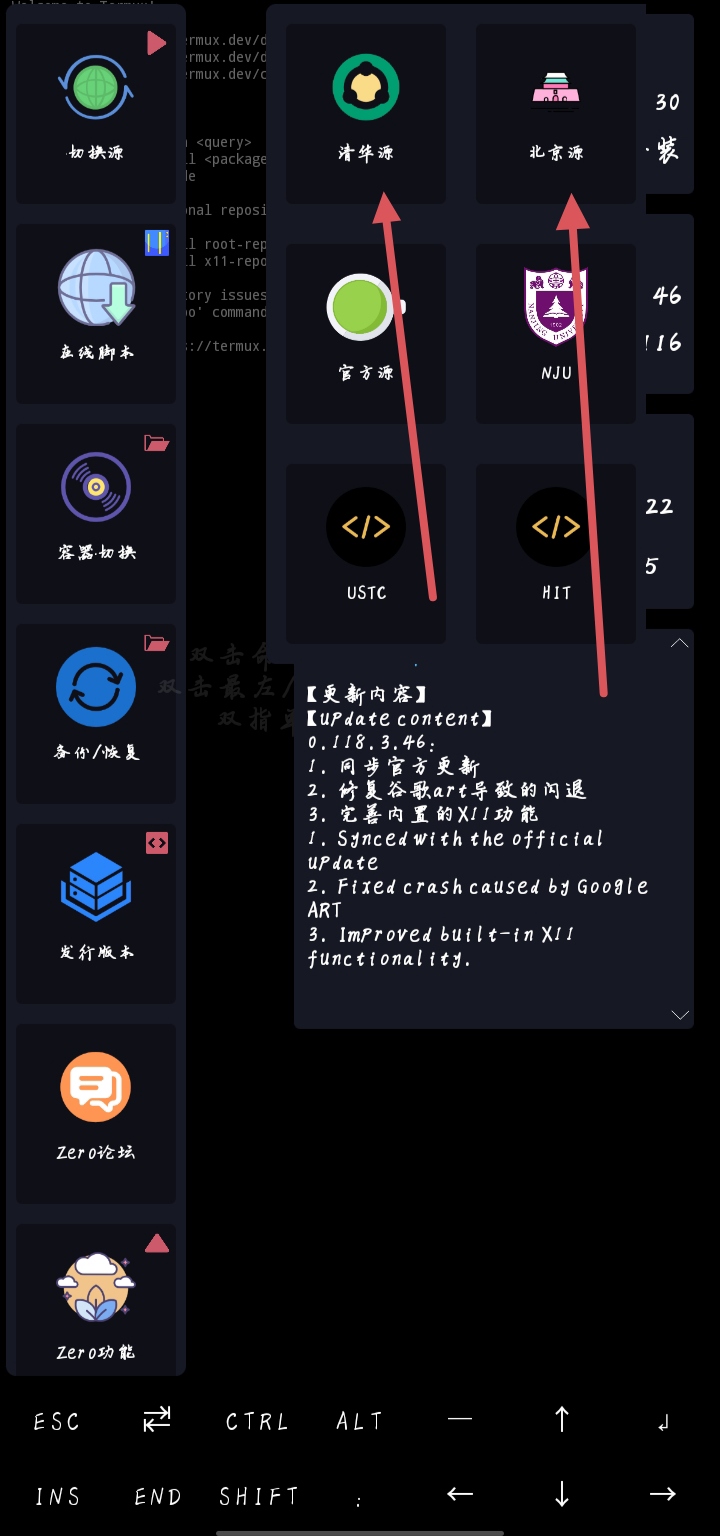 切换源
在线脚本
容器切换
备份/恢复
发行版本
Zero论坛
Zero功能
ermux.dev/d
ermux.dev/d
ermux.dev/c
<query>
ll <package
onal reposi
ll root-rep
ll x11-repo
tory issues
' command
s://termux.
双击
双击最左/
双指
清华源
北京源
官方源
NJU
USTC
HIT
30
装
46
116
22
5
【更新内容】
【Update content】
0.118.3.46:
1. 同步官方更新
2. 修复谷歌art导致的闪退
3. 完善内置的X11功能
1. Synced with the official
update
2. Fixed crash caused by Google
ART
3. Improved built-in X11
functionality.
ESC ⇄ CTRL ALT — ↑ ↲
INS END SHIFT : ← ↓ →